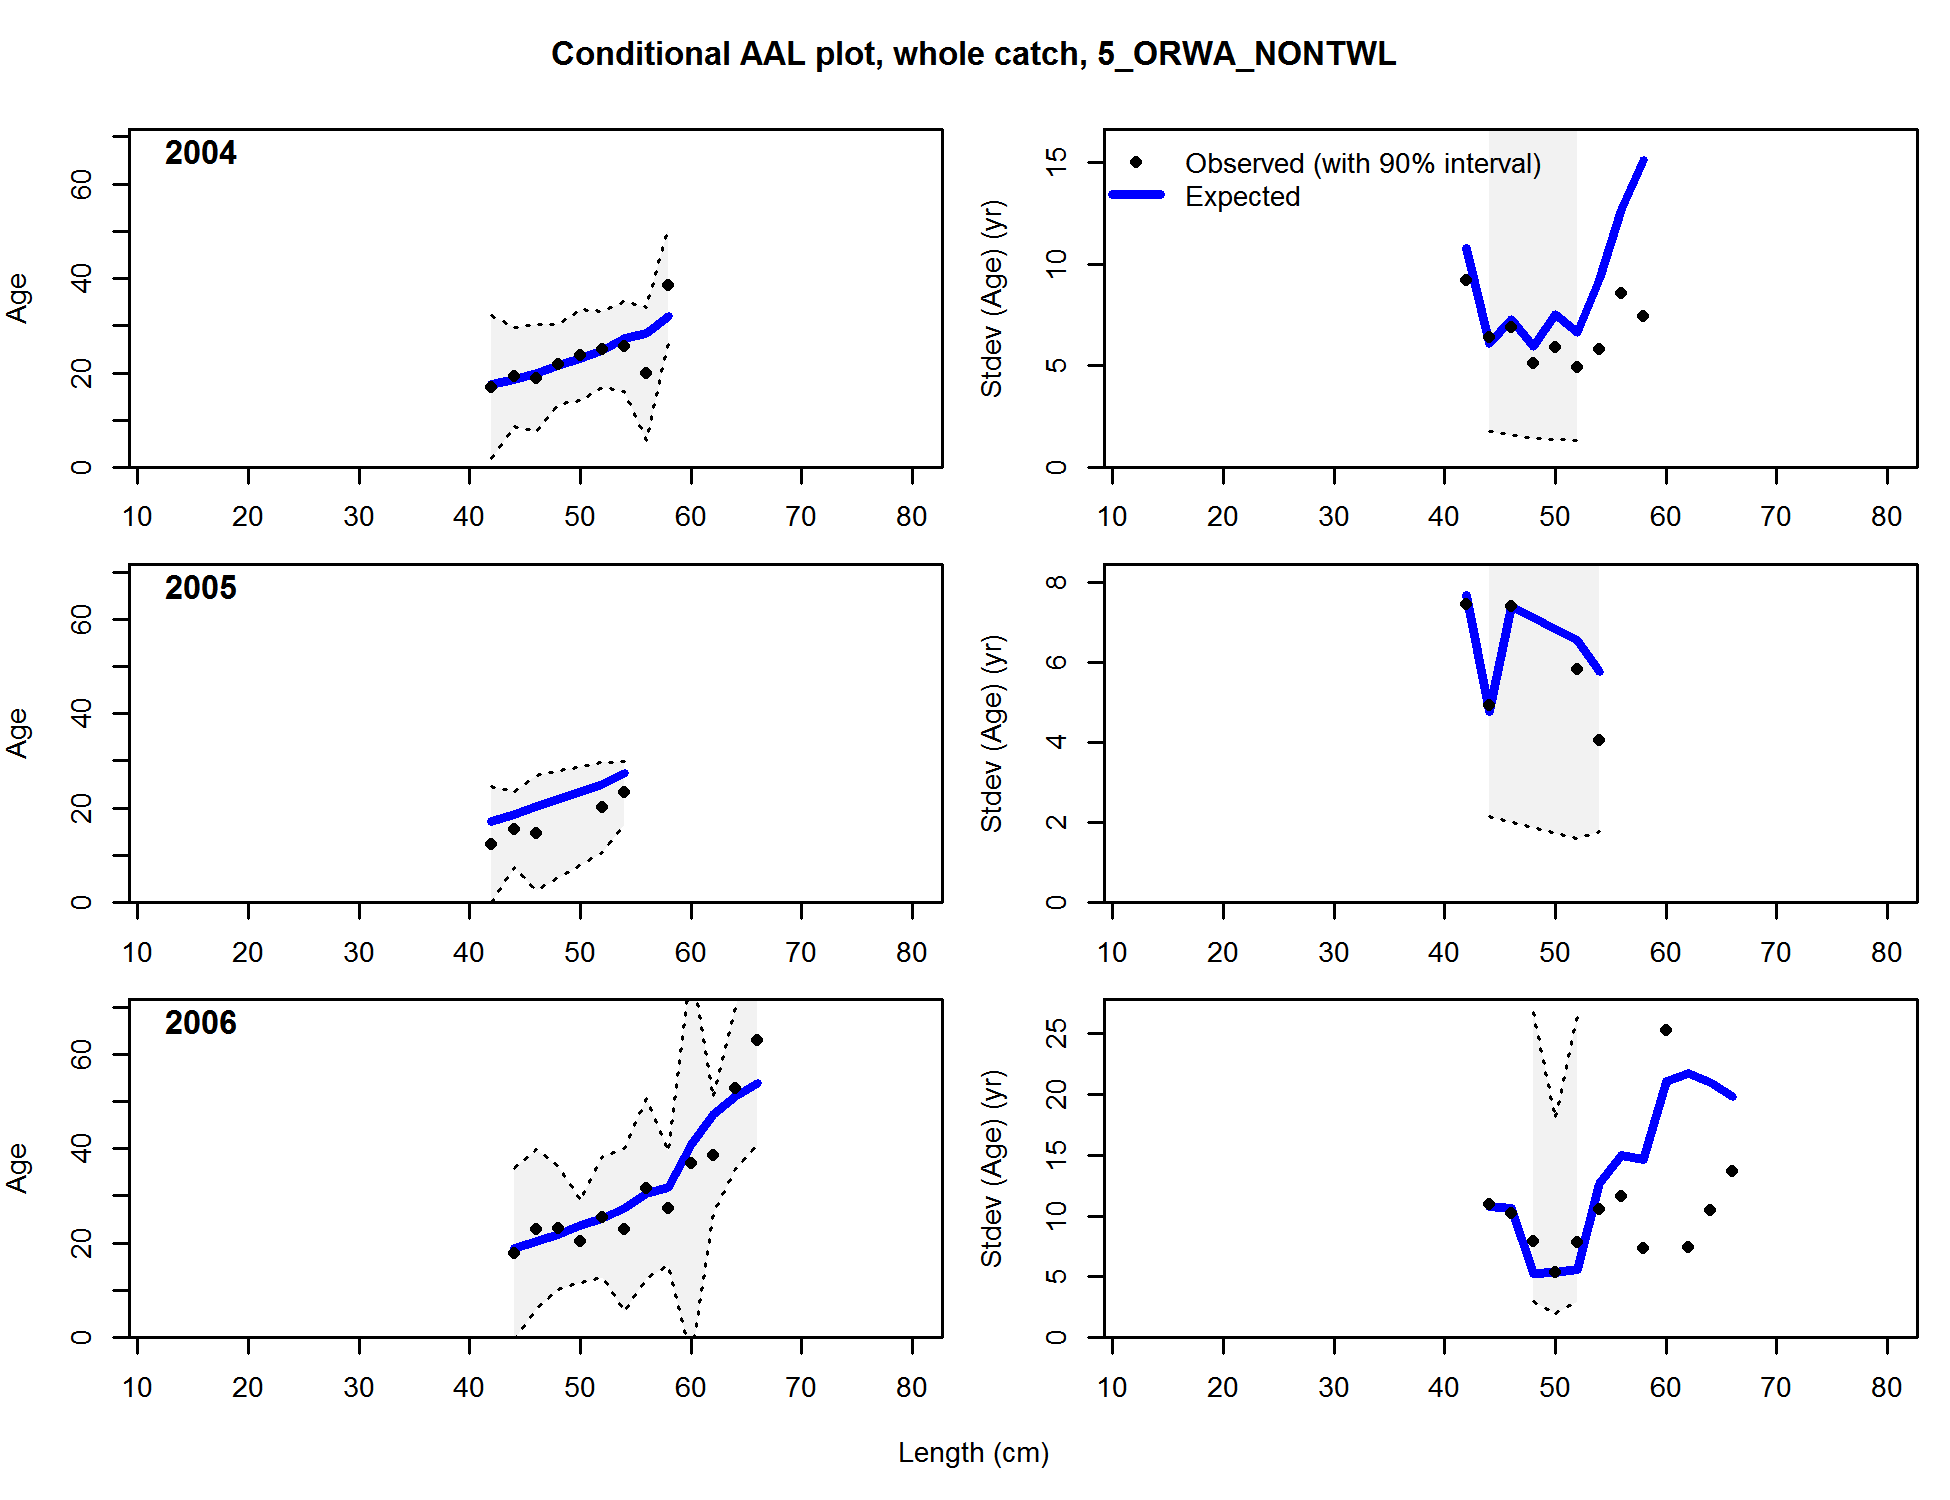 Conditional AAL plot, whole catch, 5_ORWA_NONTWL
2004
Age
0 20 40 60
10 20 30 40 50 60 70 80
Observed (with 90% interval)
Expected
Stdev (Age) (yr)
0 5 10 15
10 20 30 40 50 60 70 80
2005
Age
0 20 40 60
10 20 30 40 50 60 70 80
Stdev (Age) (yr)
0 2 4 6 8
10 20 30 40 50 60 70 80
2006
Age
0 20 40 60
10 20 30 40 50 60 70 80
Stdev (Age) (yr)
0 5 10 15 20 25
10 20 30 40 50 60 70 80
Length (cm)